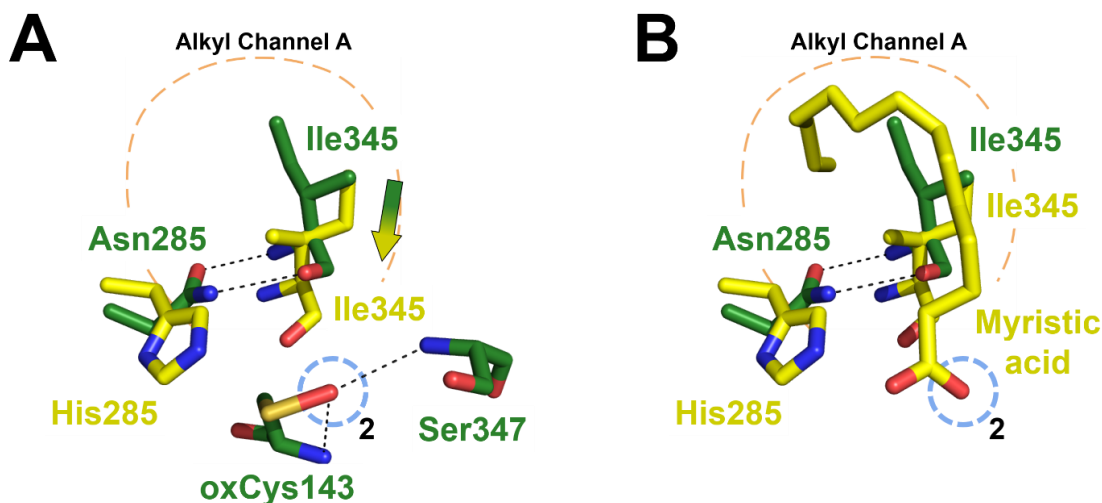 A
Alkyl Channel A
Ile345
Asn285
Ile345
His285
2
Ser347
oxCys143
B
Alkyl Channel A
Ile345
Ile345
Asn285
Myristic
acid
His285
2